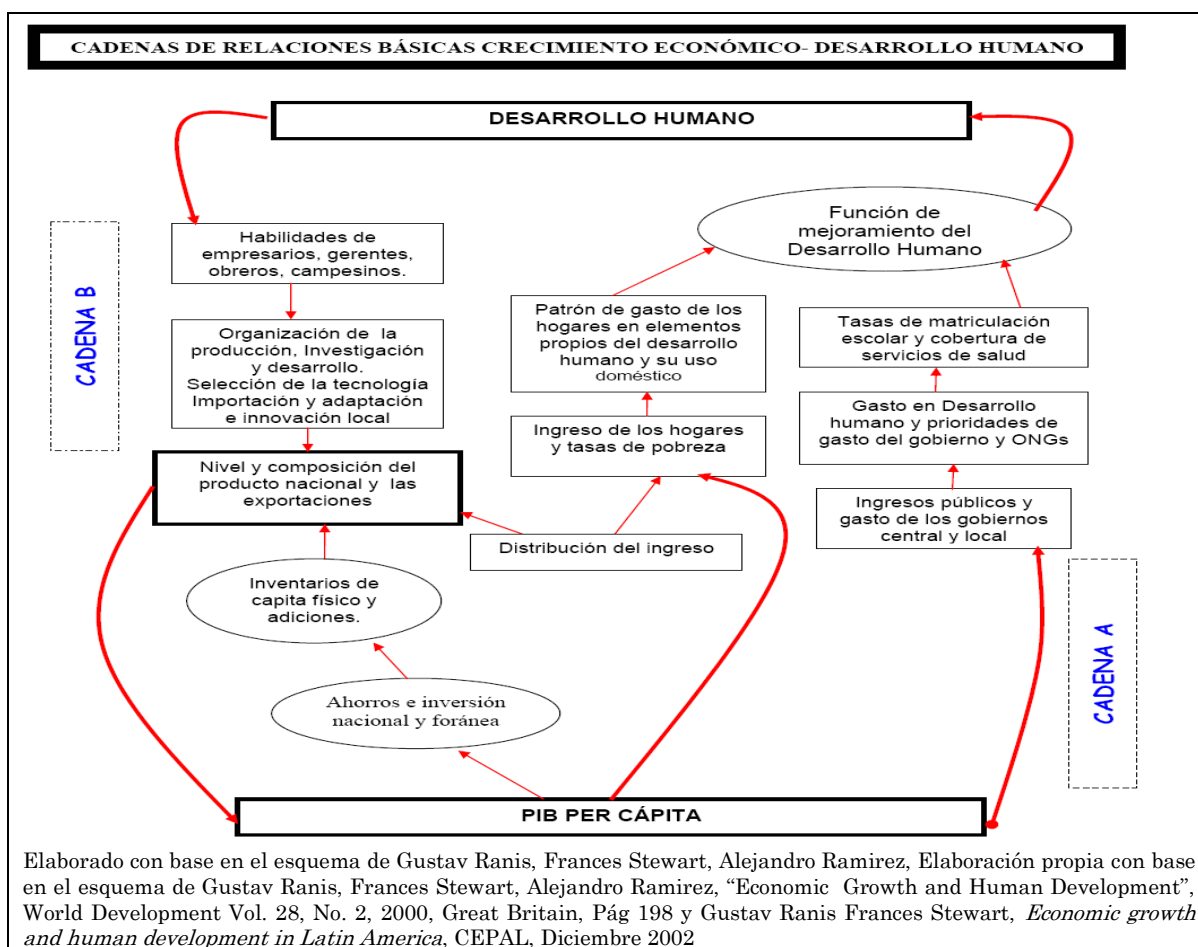 CADENAS DE RELACIONES BÁSICAS CRECIMIENTO ECONÓMICO- DESARROLLO HUMANO
DESARROLLO HUMANO
Función de
mejoramiento del
Desarrollo Humano
CADENA B
Habilidades de
empresarios, gerentes,
obreros, campesinos.
Organización de la
producción, Investigación
y desarrollo.
Selección de la tecnología
Importación y adaptación
e innovación local
Patrón de gasto de los
hogares en elementos
propios del desarrollo
humano y su uso
doméstico
Tasas de matriculación
escolar y cobertura de
servicios de salud
Gasto en Desarrollo
humano y prioridades de
gasto del gobierno y ONGs
Ingreso de los hogares
y tasas de pobreza
Nivel y composición del
producto nacional y las
exportaciones
Ingresos públicos y
gasto de los gobiernos
central y local
Distribución del ingreso
Inventarios de
capita físico y
adiciones.
CADENA A
Ahorros e inversión
nacional y foránea
PIB PER CÁPITA
Elaborado con base en el esquema de Gustav Ranis, Frances Stewart, Alejandro Ramirez, Elaboración propia con base
en el esquema de Gustav Ranis, Frances Stewart, Alejandro Ramirez, “Economic Growth and Human Development”,
World Development Vol. 28, No. 2, 2000, Great Britain, Pág 198 y Gustav Ranis Frances Stewart, Economic growth
and human development in Latin America, CEPAL, Diciembre 2002